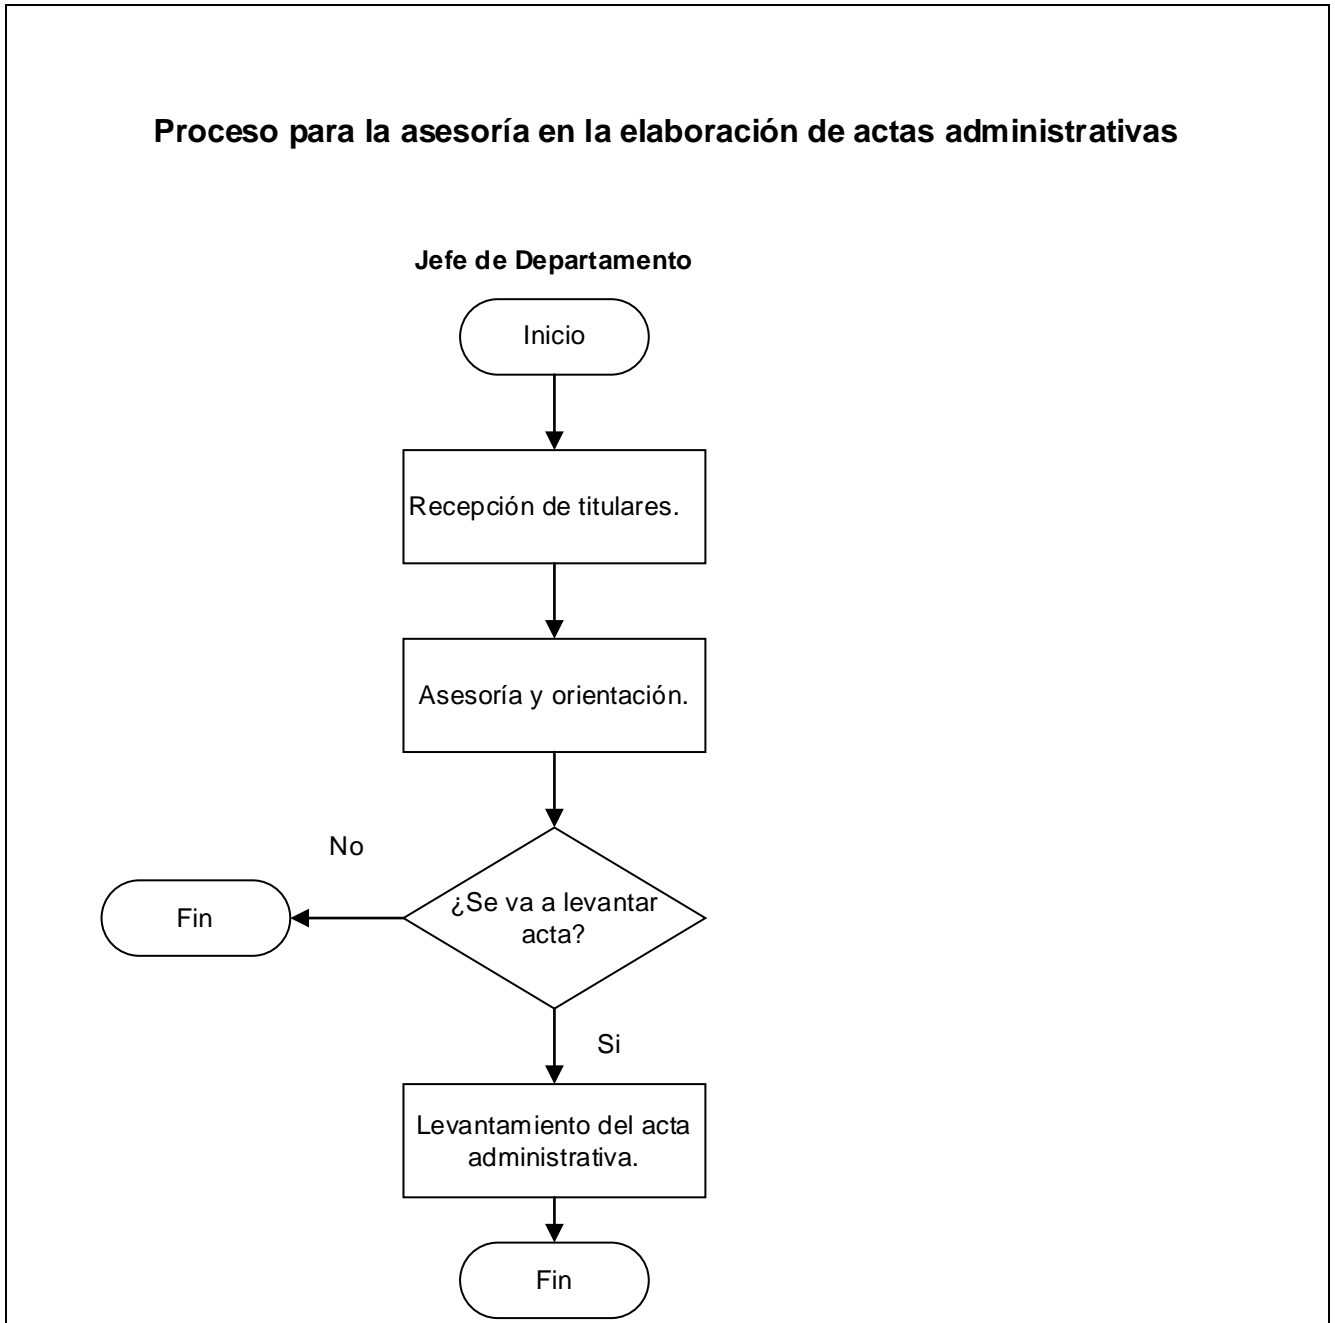 Proceso para la asesoría en la elaboración de actas administrativas
Jefe de Departamento
Inicio
Recepción de titulares.
Asesoría y orientación.
No
¿Se va a levantar
acta?
Fin
Si
Levantamiento del acta
administrativa.
Fin